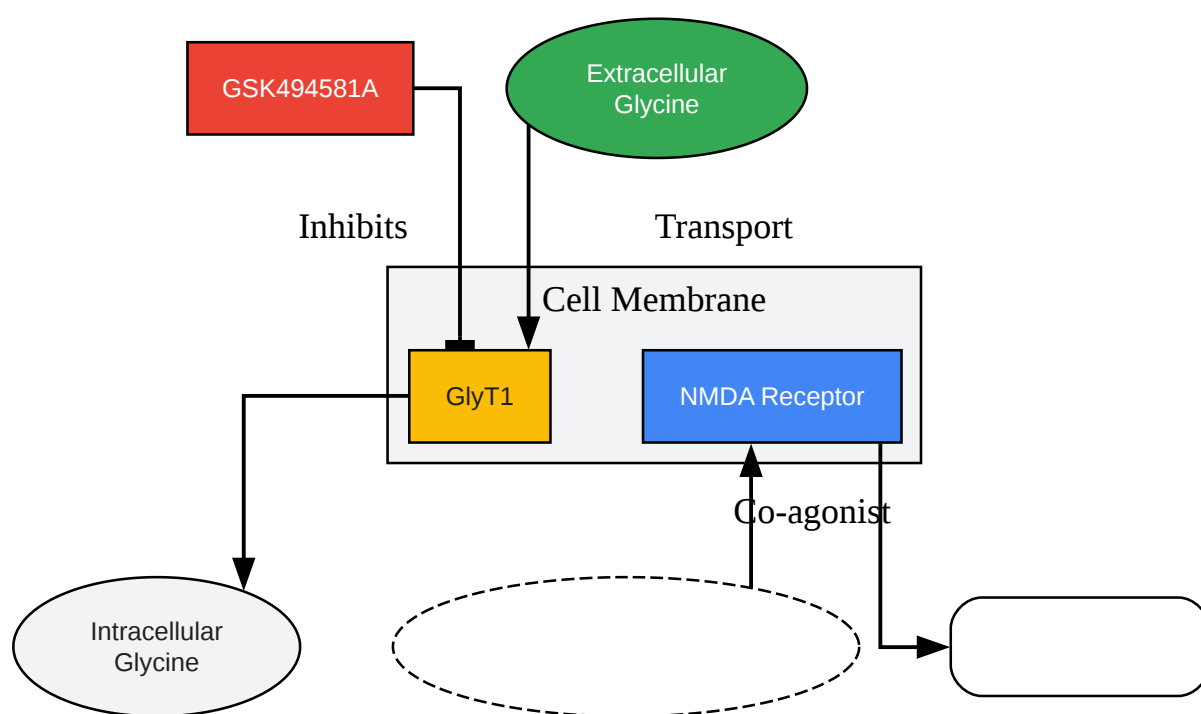 GSK494581A
Extracellular
Glycine
Inhibits
Transport
Cell Membrane
GlyT1
NMDA Receptor
Co-agonist
Intracellular
Glycine